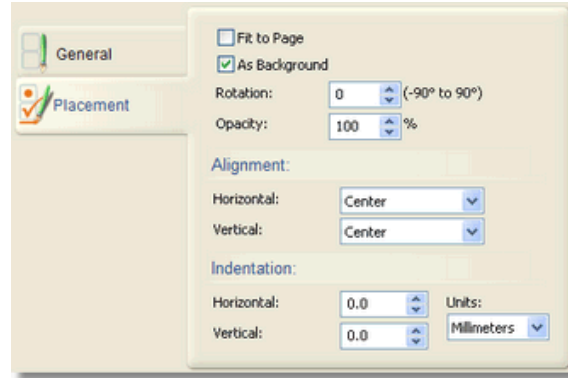 General
Placement
Fit to Page
As Background
Rotation: 0 (-90° to 90°)
Opacity: 100 %
Alignment:
Horizontal: Center
Vertical: Center
Indentation:
Horizontal: 0.0 Units:
Vertical: 0.0 Millimeters